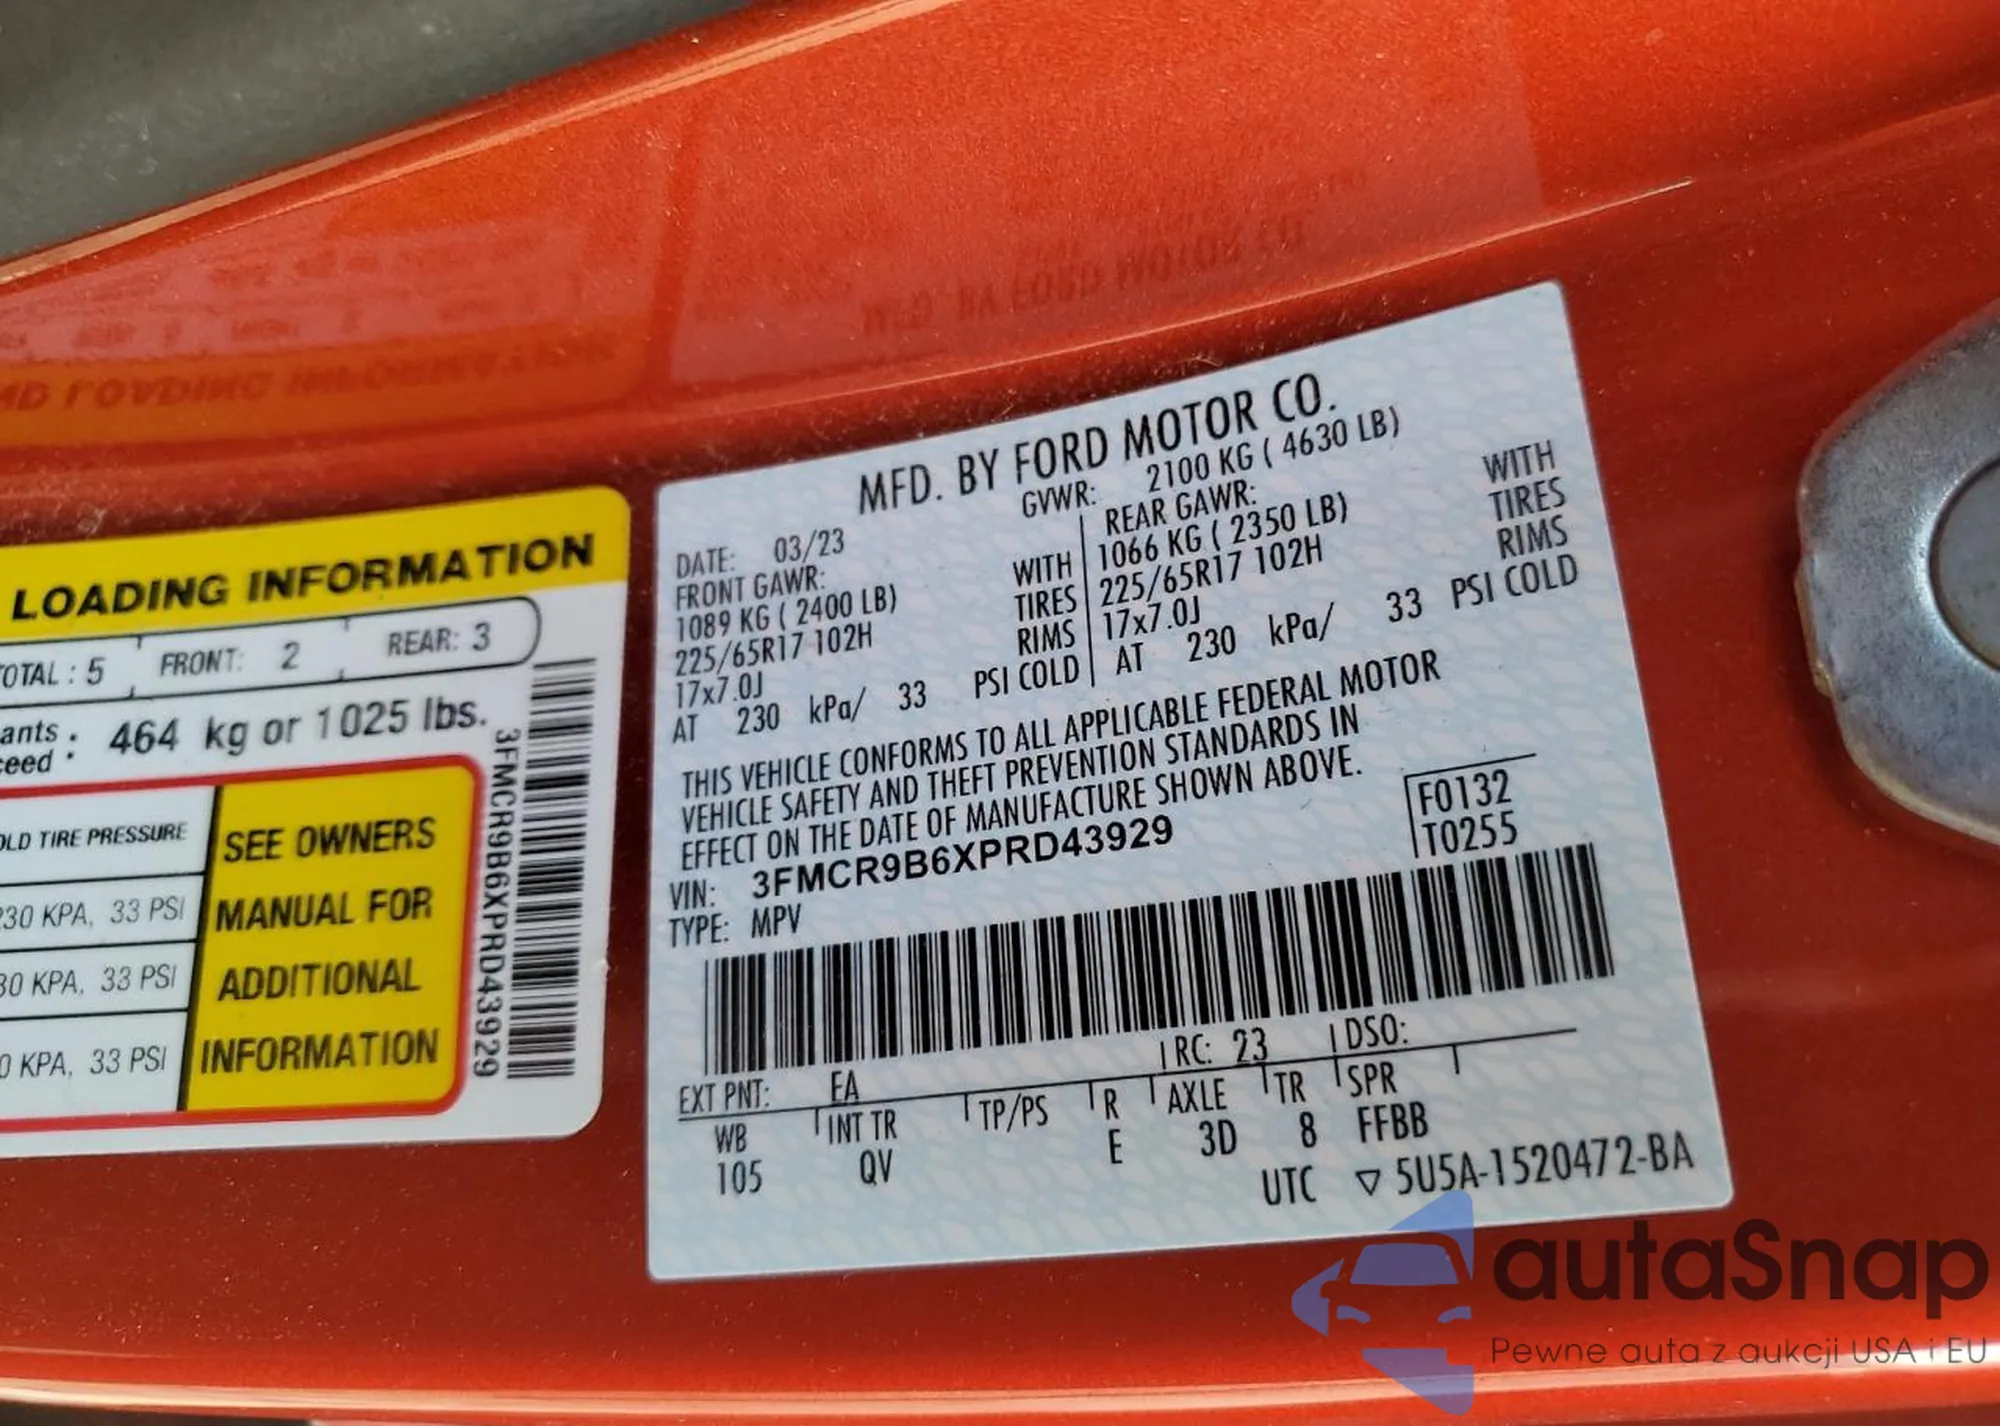 LOADING INFORMATION
TOTAL : 5 FRONT: 2 REAR: 3
464 kg or 1025 lbs.
COLD TIRE PRESSURE
230 KPA, 33 PSI
230 KPA, 33 PSI
KPA, 33 PSI
SEE OWNERS
MANUAL FOR
ADDITIONAL
INFORMATION
3FMCR9B6XPRD43929
MFD. BY FORD MOTOR CO.
DATE: 03/23 GVWR: 2100 KG ( 4630 LB)
FRONT GAWR: REAR GAWR:
1089 KG ( 2400 LB) WITH 1066 KG ( 2350 LB) WITH
225/65R17 102H TIRES 225/65R17 102H TIRES
17x7.0J RIMS 17x7.0J RIMS
AT 230 kPa/ 33 PSI COLD AT 230 kPa/ 33 PSI COLD
THIS VEHICLE CONFORMS TO ALL APPLICABLE FEDERAL MOTOR
VEHICLE SAFETY AND THEFT PREVENTION STANDARDS IN
EFFECT ON THE DATE OF MANUFACTURE SHOWN ABOVE.
VIN: 3FMCR9B6XPRD43929
TYPE: MPV
F0132
T0255
EXT PNT: EA RC: 23 DSO:
WB INT TR TP/PS R AXLE TR SPR
105 QV E 3D 8 FFBB
UTC ▽ 5U5A-1520472-BA
autaSnap
Pewne auta z aukcji USA i EU